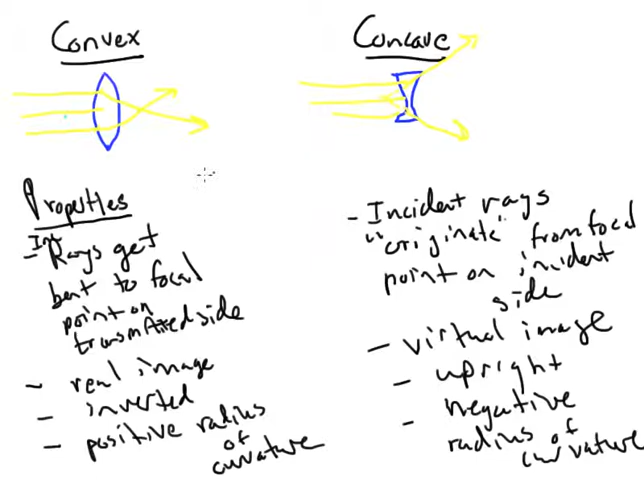 Convex
Properties
Inc
- Rays get
bent to focal
point on
transmitted side
- real image
- inverted
- positive radius
of
curvature
Concave
- Incident rays
"originate" from focal
point on incident
side
- virtual image
- upright
- negative
radius of
curvature